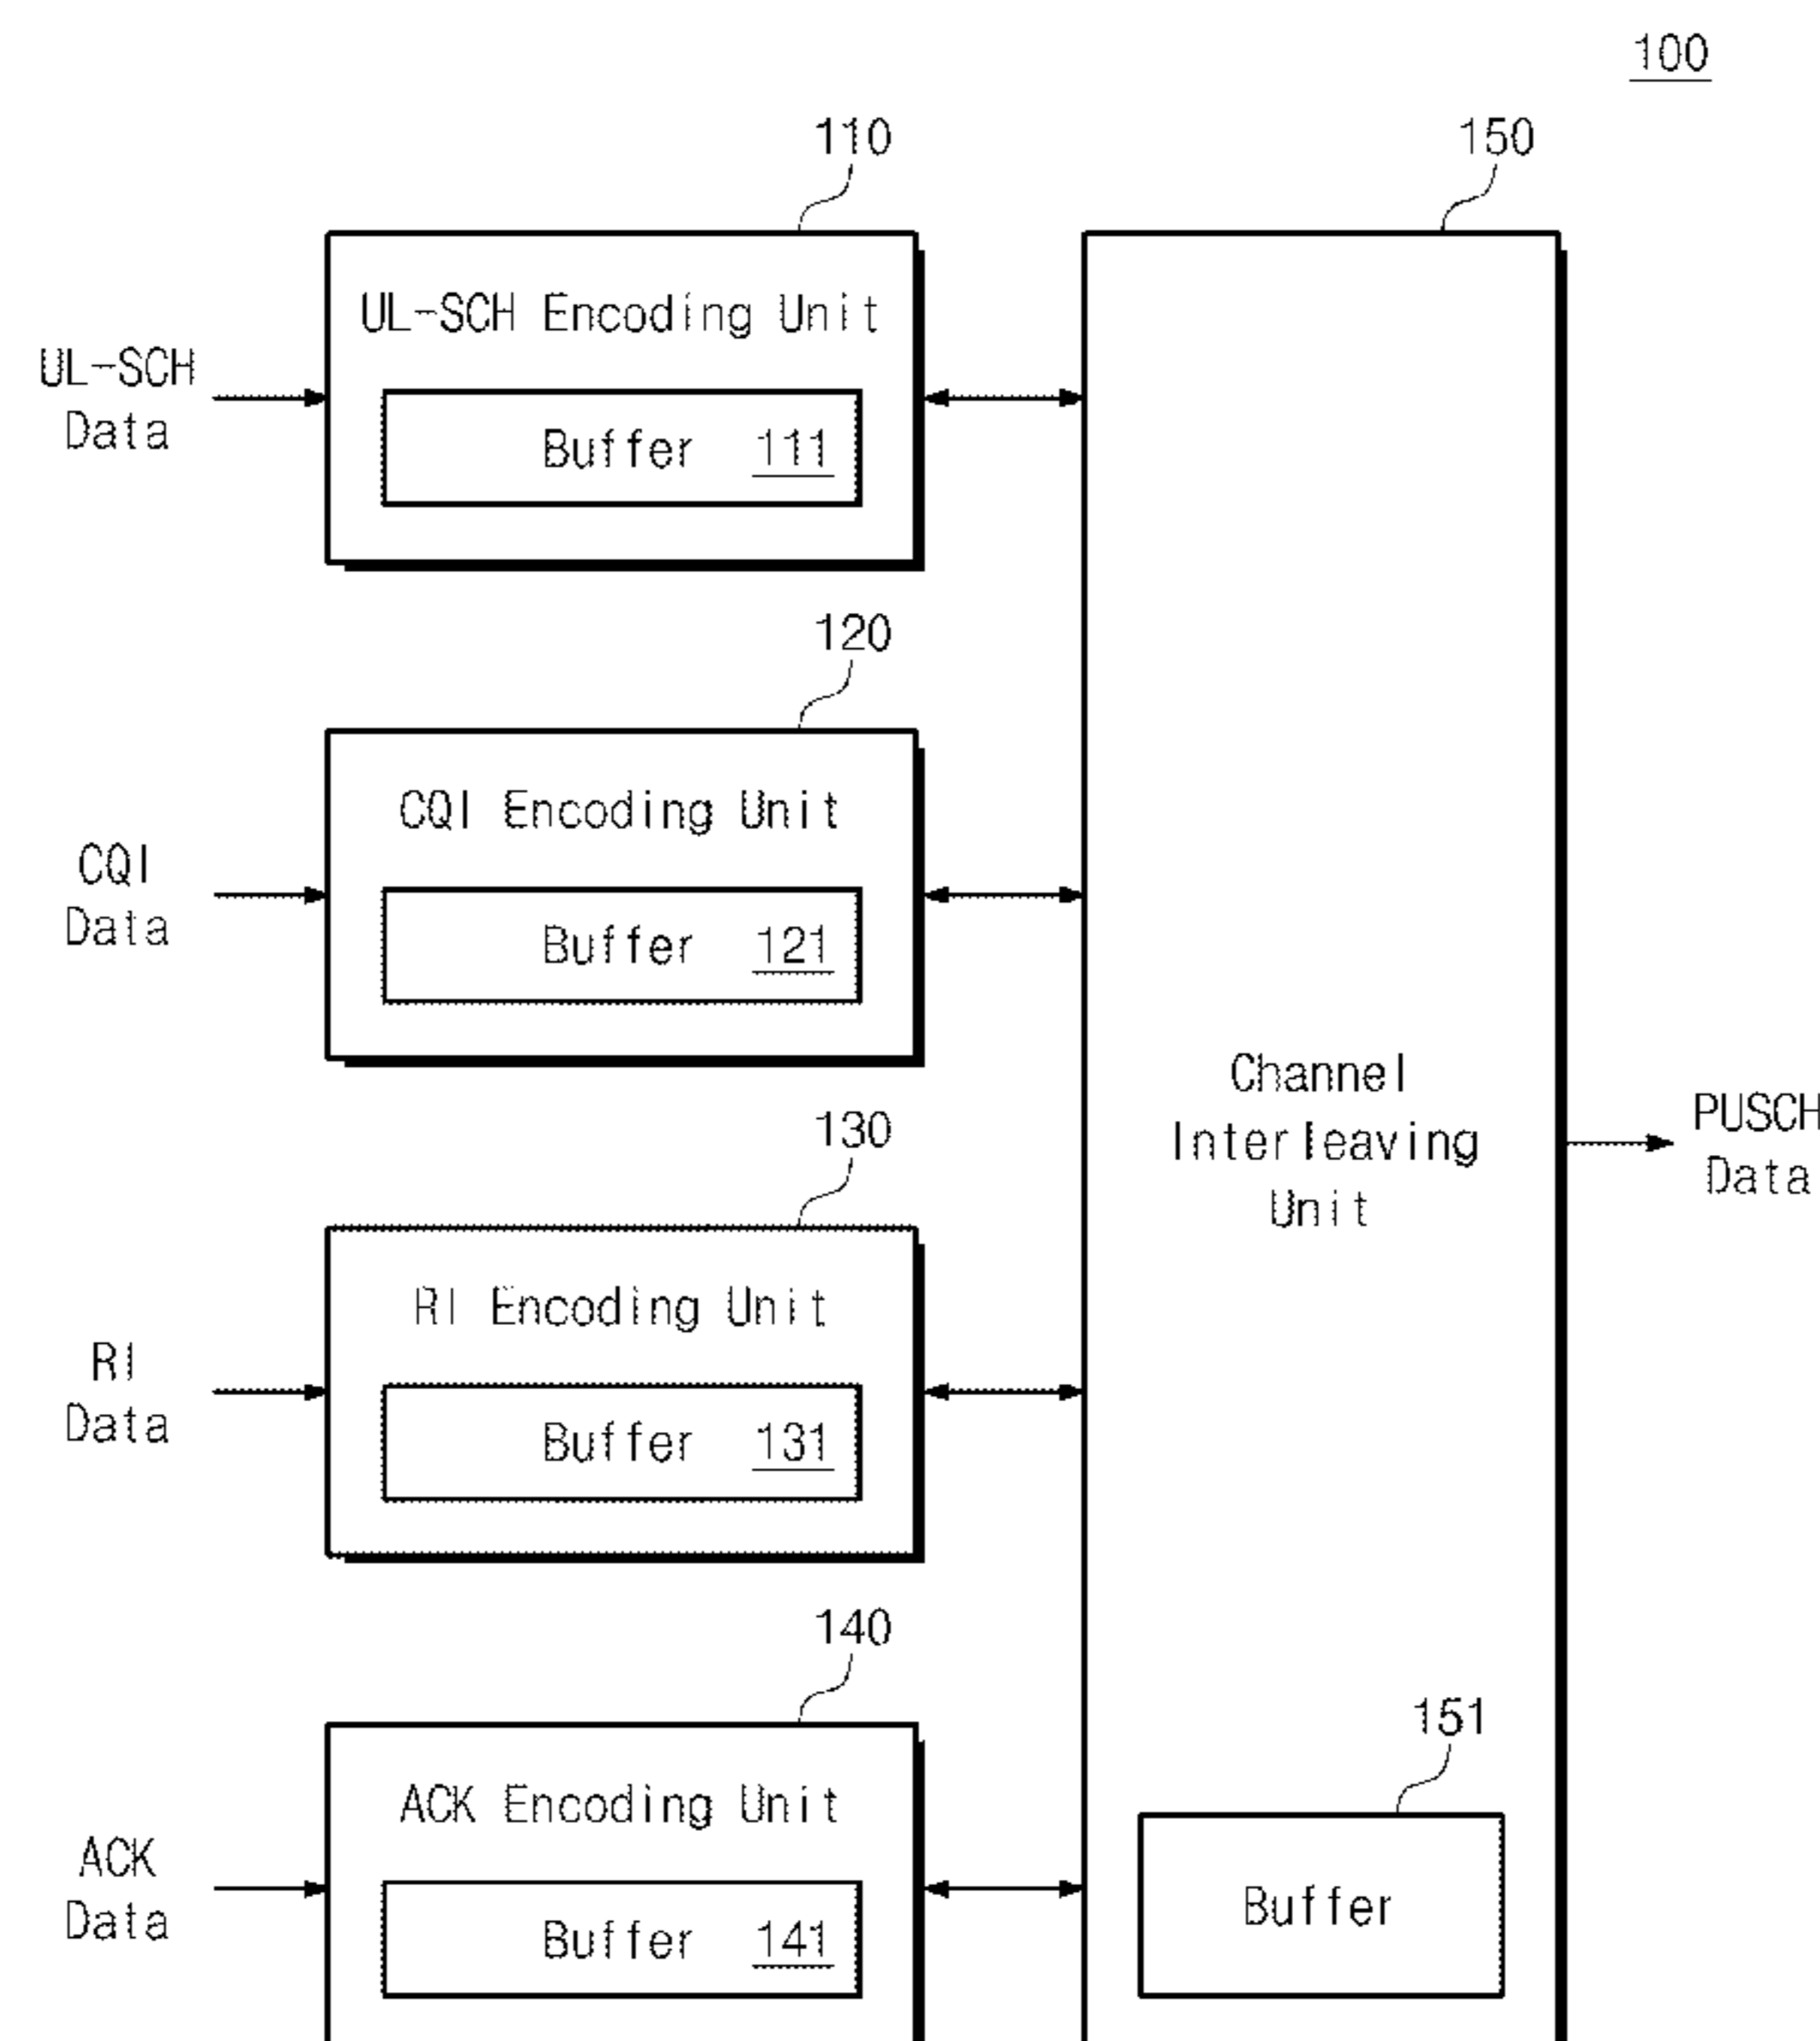 100
110
150
UL-SCH Encoding Unit
UL-SCH
Data
Buffer 111
120
CQI Encoding Unit
CQI
Data
Buffer 121
Channel
Interleaving
Unit
PUSCH
Data
130
RI Encoding Unit
RI
Data
Buffer 131
140
ACK Encoding Unit
ACK
Data
Buffer 141
151
Buffer